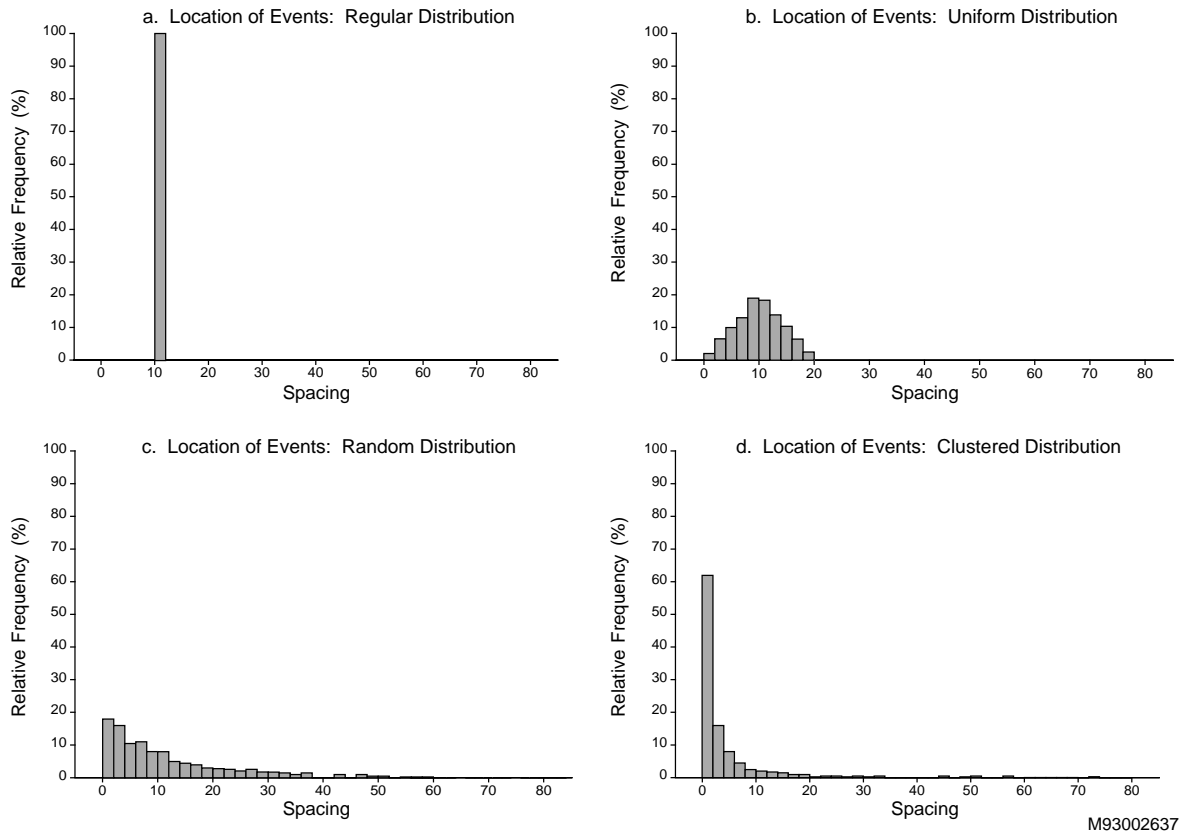 a. Location of Events: Regular Distribution
100
90
80
70
60
50
40
30
20
10
0
Relative Frequency (%)
0 10 20 30 40 50 60 70 80
Spacing
b. Location of Events: Uniform Distribution
100
90
80
70
60
50
40
30
20
10
0
Relative Frequency (%)
0 10 20 30 40 50 60 70 80
Spacing
c. Location of Events: Random Distribution
100
90
80
70
60
50
40
30
20
10
0
Relative Frequency (%)
0 10 20 30 40 50 60 70 80
Spacing
d. Location of Events: Clustered Distribution
100
90
80
70
60
50
40
30
20
10
0
Relative Frequency (%)
0 10 20 30 40 50 60 70 80
Spacing
M93002637